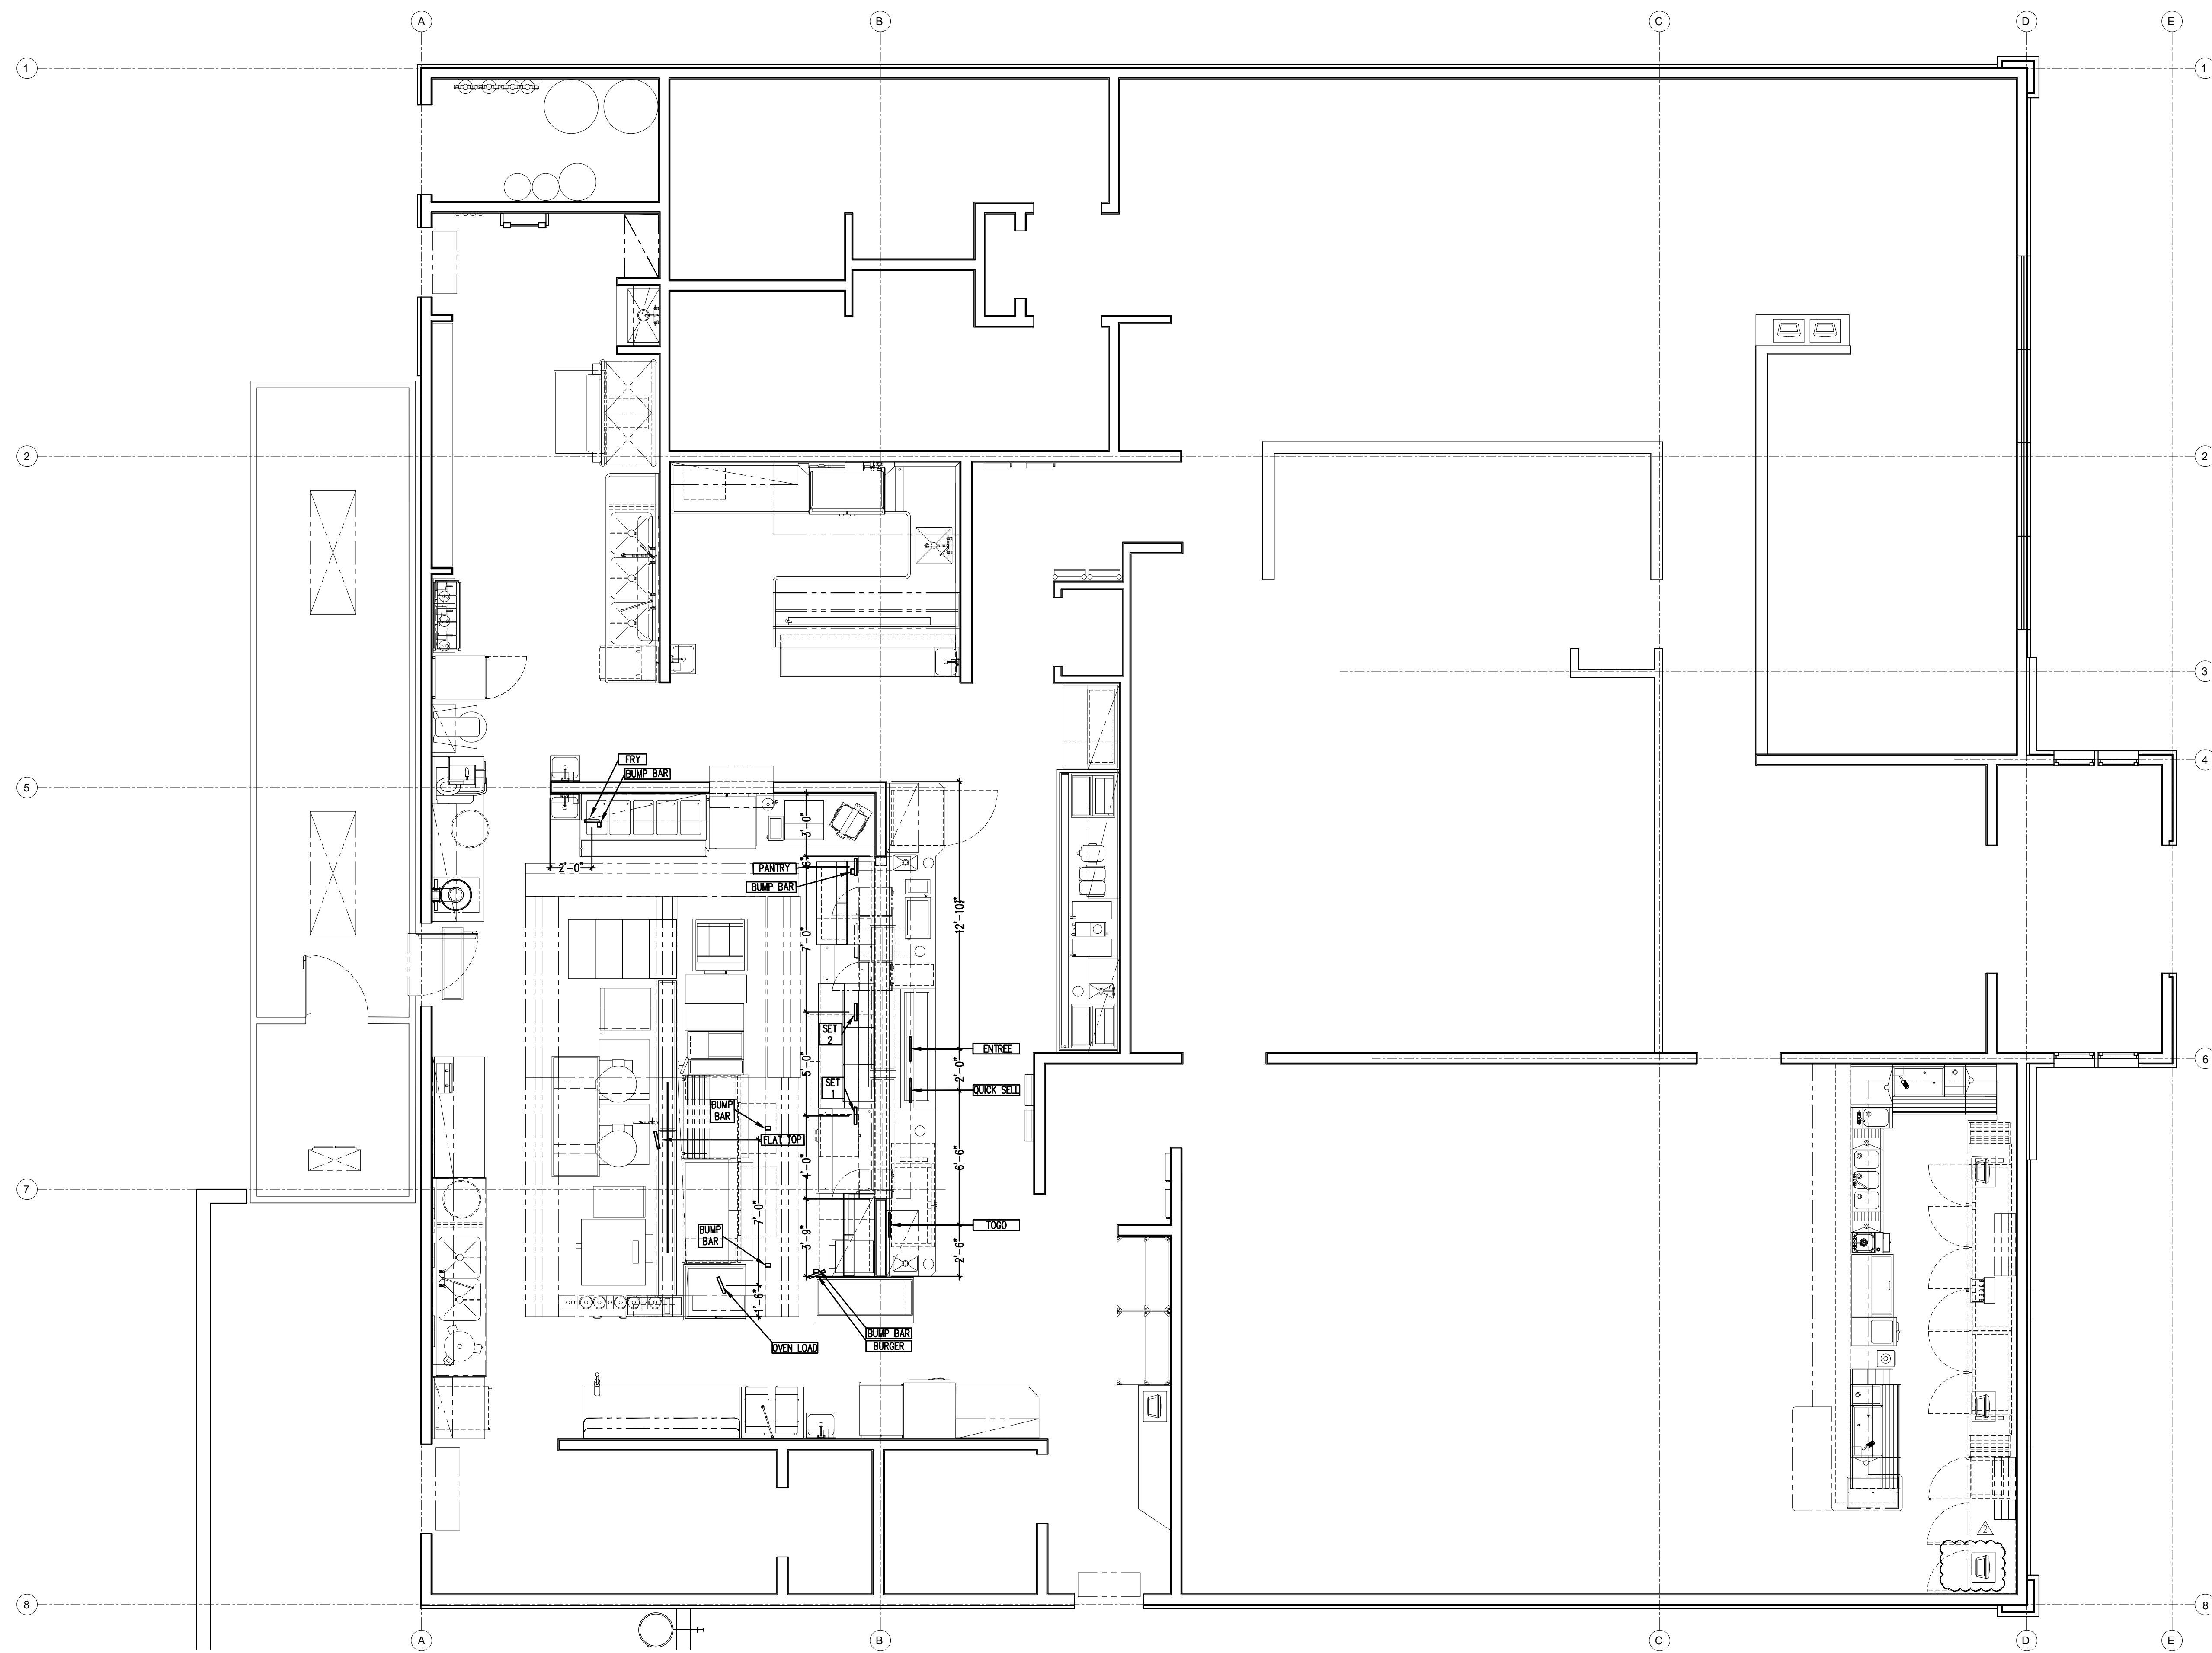 A B C D E
1 1
2 2
3
FRY
BUMP BAR
5 4
3'-0"
PANTRY
2'-0"
6"
BUMP BAR
12'-10½"
7'-0"
SET
2
ENTREE
6
5'-0"
2'-0"
SET
1
QUICK SELL
BUMP
BAR
FLAT TOP
6'-6"
4'-0"
7
7'-0"
TOGO
BUMP
BAR
3'-9"
2'-6"
1'-6"
BUMP BAR
OVEN LOAD
BURGER
2
8 8
A B C D E